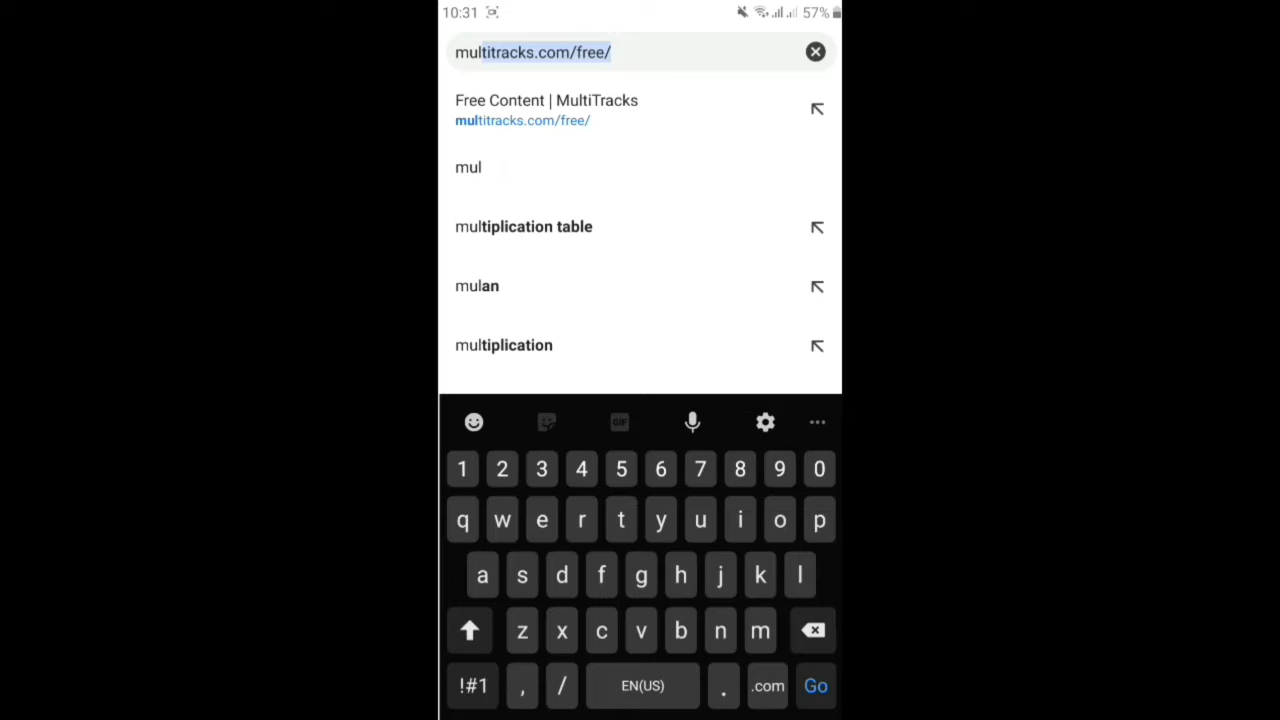 10:31 57%
multitracks.com/free/
Free Content | MultiTracks
multitracks.com/free/
mul
multiplication table
mulan
multiplication
GIF
1 2 3 4 5 6 7 8 9 0
q w e r t y u i o p
a s d f g h j k l
z x c v b n m
!#1 , / EN(US) . .com Go